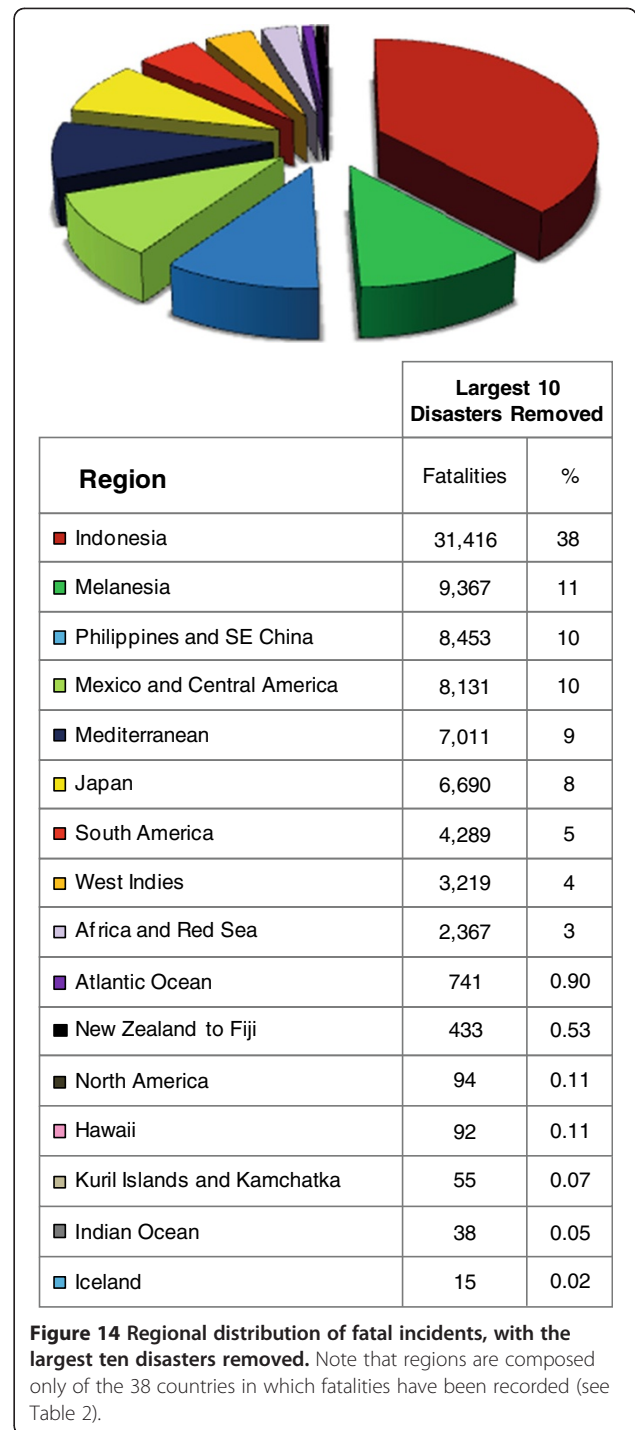 Largest 10
Disasters Removed
Region Fatalities %
Indonesia 31,416 38
Melanesia 9,367 11
Philippines and SE China 8,453 10
Mexico and Central America 8,131 10
Mediterranean 7,011 9
Japan 6,690 8
South America 4,289 5
West Indies 3,219 4
Africa and Red Sea 2,367 3
Atlantic Ocean 741 0.90
New Zealand to Fiji 433 0.53
North America 94 0.11
Hawaii 92 0.11
Kuril Islands and Kamchatka 55 0.07
Indian Ocean 38 0.05
Iceland 15 0.02
Figure 14 Regional distribution of fatal incidents, with the
largest ten disasters removed. Note that regions are composed
only of the 38 countries in which fatalities have been recorded (see
Table 2).